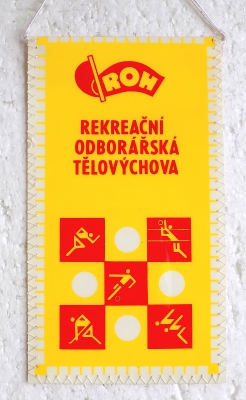 ROH
REKREAČNÍ
ODBORÁŘSKÁ
TĚLOVÝCHOVA